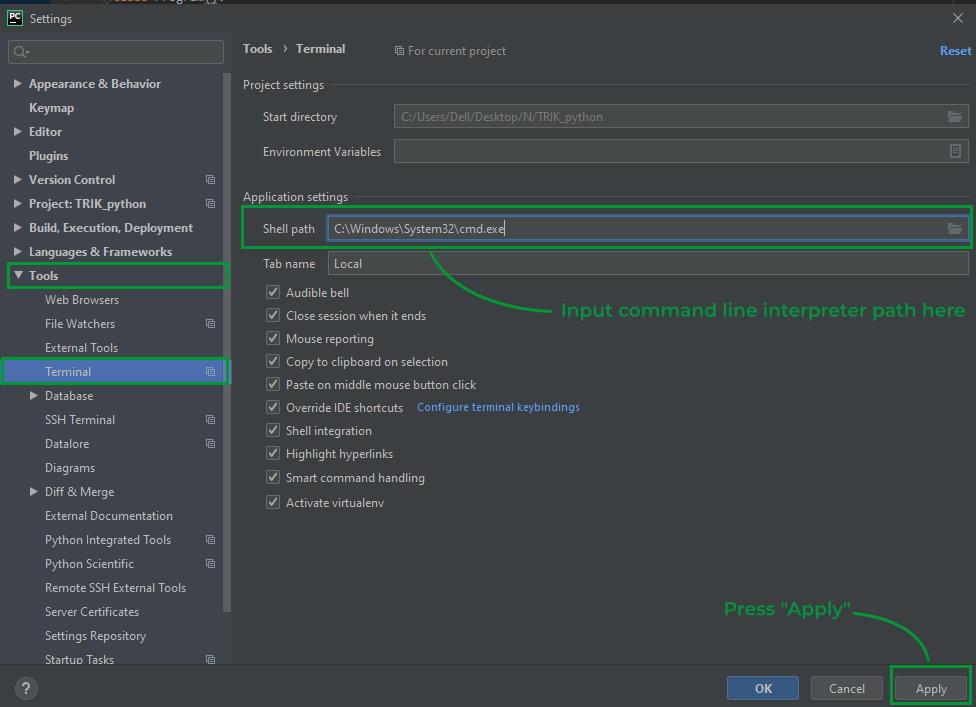 PC Settings
Tools › Terminal For current project Reset
Appearance & Behavior
Keymap
Editor
Plugins
Version Control
Project: TRIK_python
Build, Execution, Deployment
Languages & Frameworks
Tools
Web Browsers
File Watchers
External Tools
Terminal
Database
SSH Terminal
Datalore
Diagrams
Diff & Merge
External Documentation
Python Integrated Tools
Python Scientific
Remote SSH External Tools
Server Certificates
Settings Repository
Startup Tasks
Project settings
Start directory C:/Users/Dell/Desktop/N/TRIK_python
Environment Variables
Application settings
Shell path C:\Windows\System32\cmd.exe
Tab name Local
Audible bell
Input command line interpreter path here
Close session when it ends
Mouse reporting
Copy to clipboard on selection
Paste on middle mouse button click
Override IDE shortcuts Configure terminal keybindings
Shell integration
Highlight hyperlinks
Smart command handling
Activate virtualenv
Press "Apply"
? OK Cancel Apply